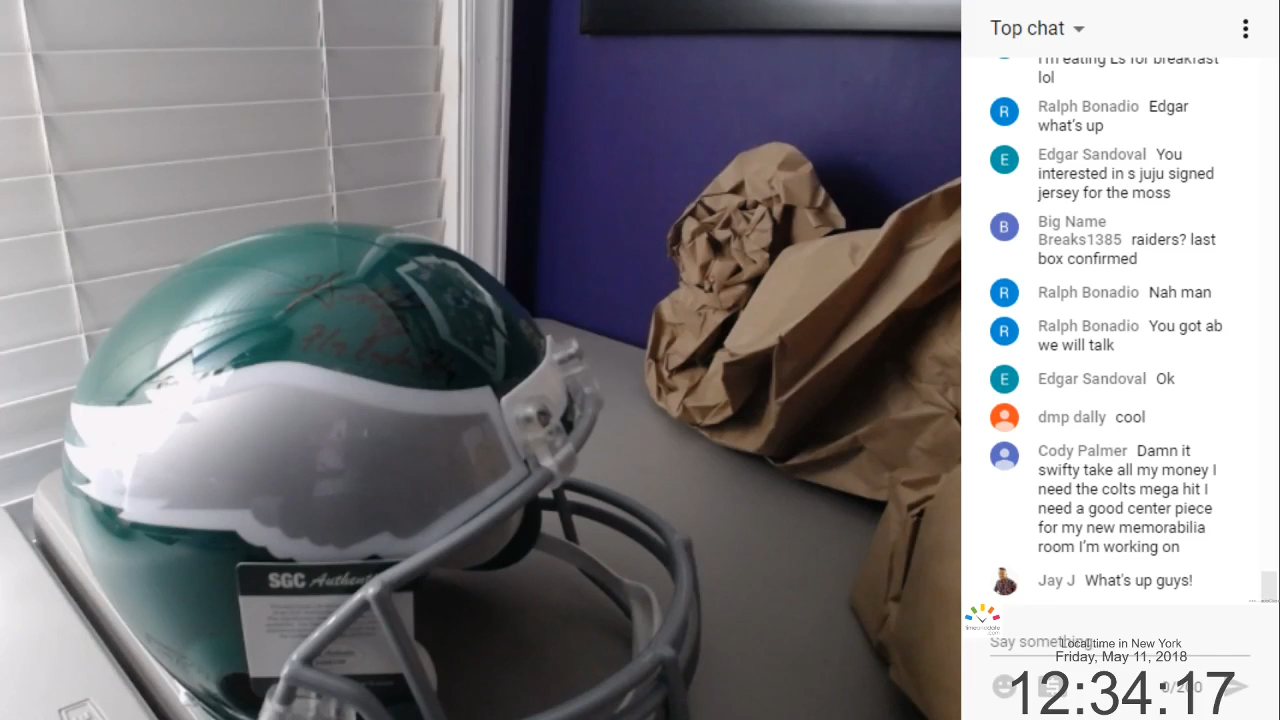 Top chat
I'm eating Ls for breakfast
lol
Ralph Bonadio Edgar
what's up
Edgar Sandoval You
interested in s juju signed
jersey for the moss
Big Name
Breaks1385 raiders? last
box confirmed
Ralph Bonadio Nah man
Ralph Bonadio You got ab
we will talk
Edgar Sandoval Ok
dmp dally cool
Cody Palmer Damn it
swifty take all my money I
need the colts mega hit I
need a good center piece
for my new memorabilia
room I'm working on
Jay J What's up guys!
Say something...
Local time in New York
Friday, May 11, 2018
0/200
12:34:17
SGC Authent